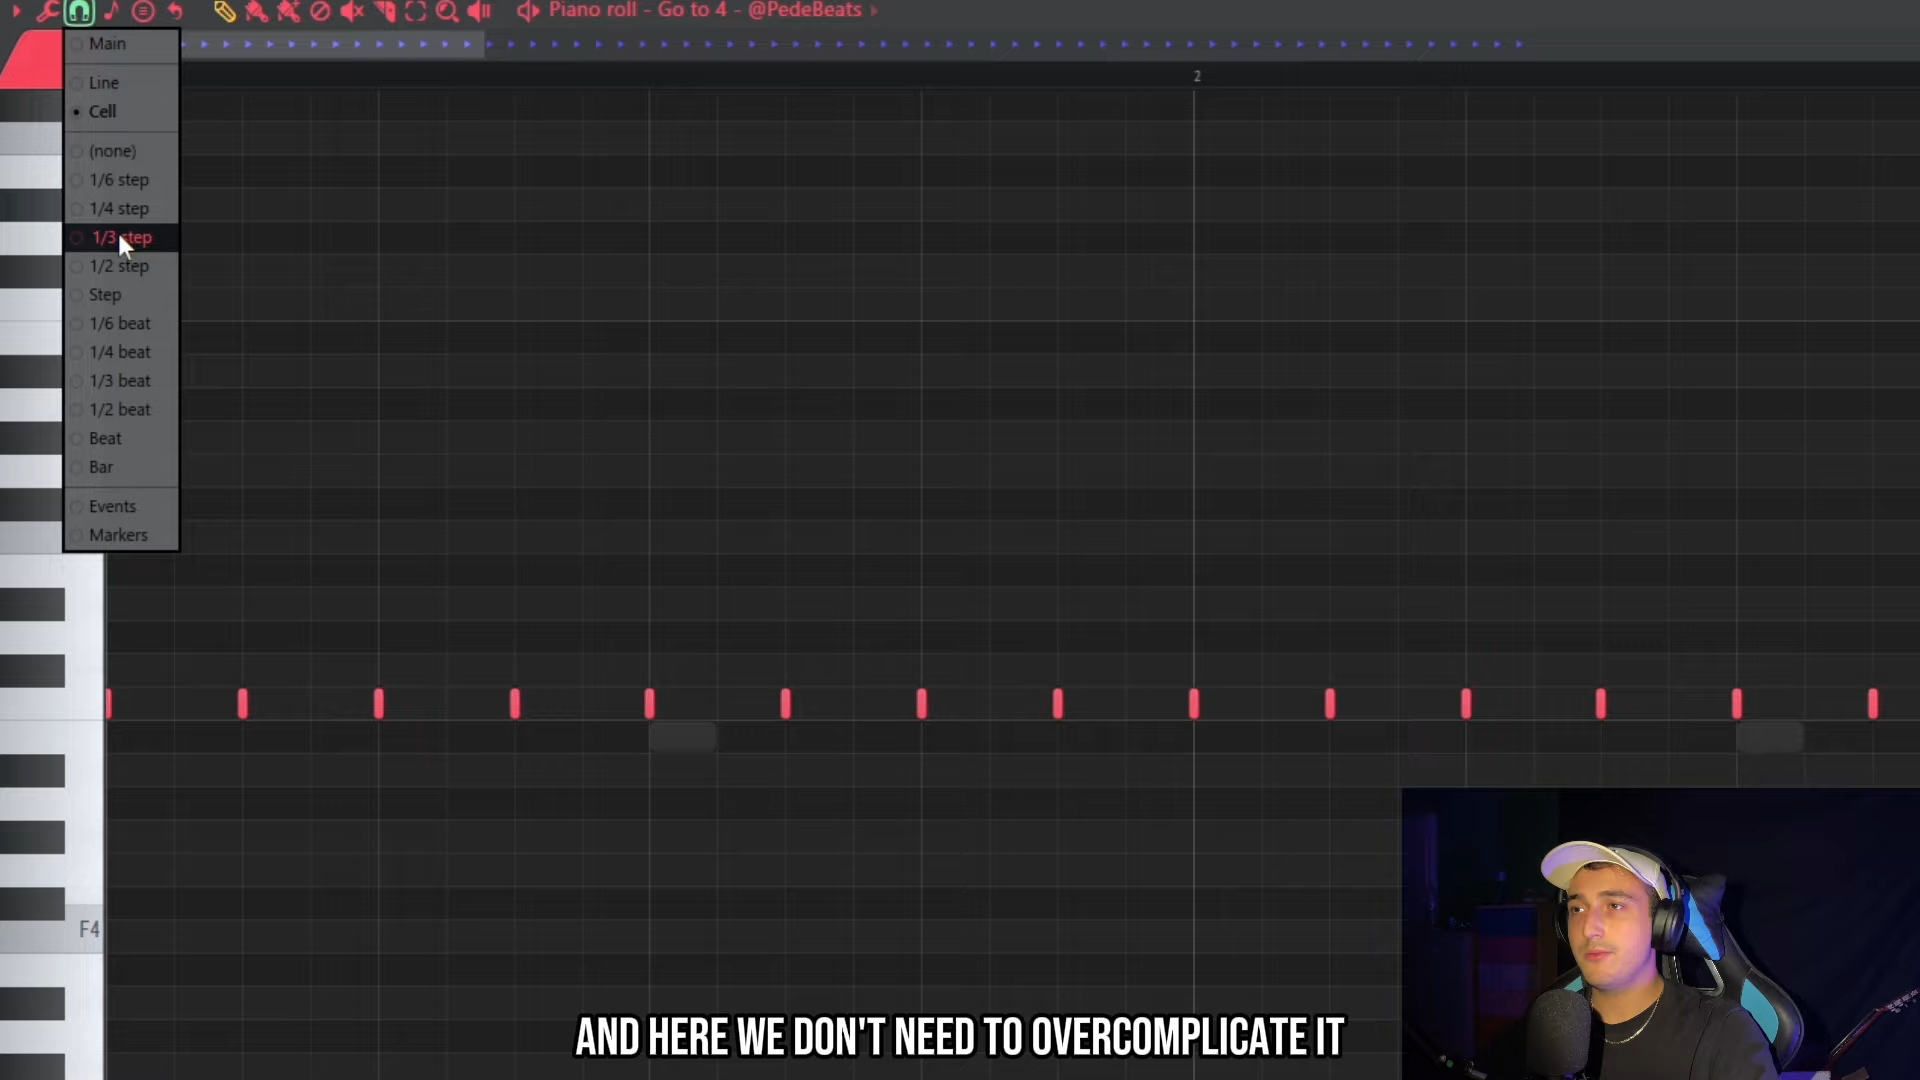 Piano roll - Go to 4 - @PedeBeats
Main
2
Line
Cell
(none)
1/6 step
1/4 step
1/3 step
1/2 step
Step
1/6 beat
1/4 beat
1/3 beat
1/2 beat
Beat
Bar
Events
Markers
F4
AND HERE WE DON'T NEED TO OVERCOMPLICATE IT